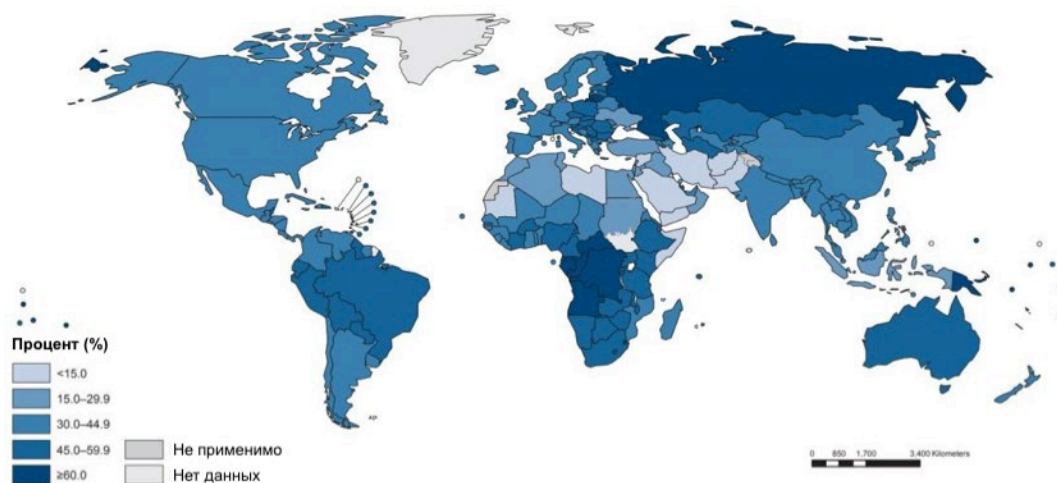 Процент (%)
<15.0
15.0–29.9
30.0–44.9
45.0–59.9
≥60.0
Не применимо
Нет данных
0 850 1,700 3,400 Kilometers